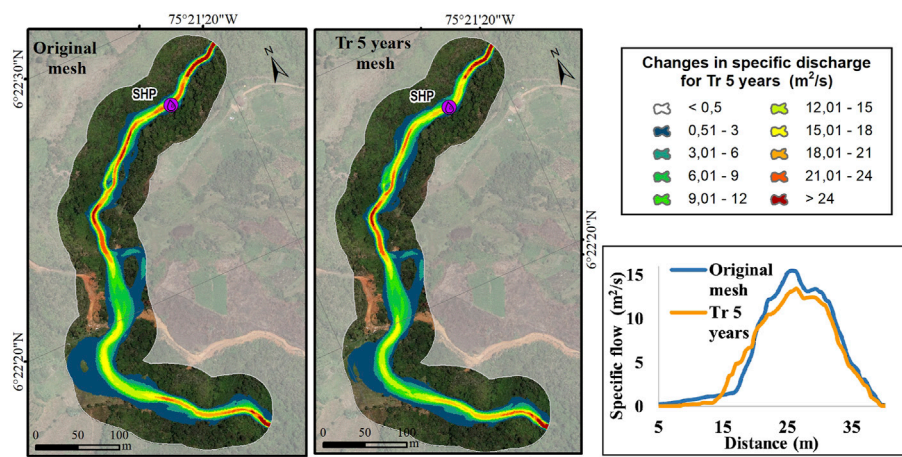 75°21'20"W
75°21'20"W
Original
mesh
Tr 5 years
mesh
N
N
6°22'30"N
SHP
SHP
6°22'20"N
6°22'20"N
0 50 100
m
0 50 100
m
Changes in specific discharge
for Tr 5 years (m²/s)
< 0,5
12,01 - 15
0,51 - 3
15,01 - 18
3,01 - 6
18,01 - 21
6,01 - 9
21,01 - 24
9,01 - 12
> 24
Specific flow (m²/s)
15
10
5
0
Original
mesh
Tr 5
years
5 15 25 35
Distance (m)